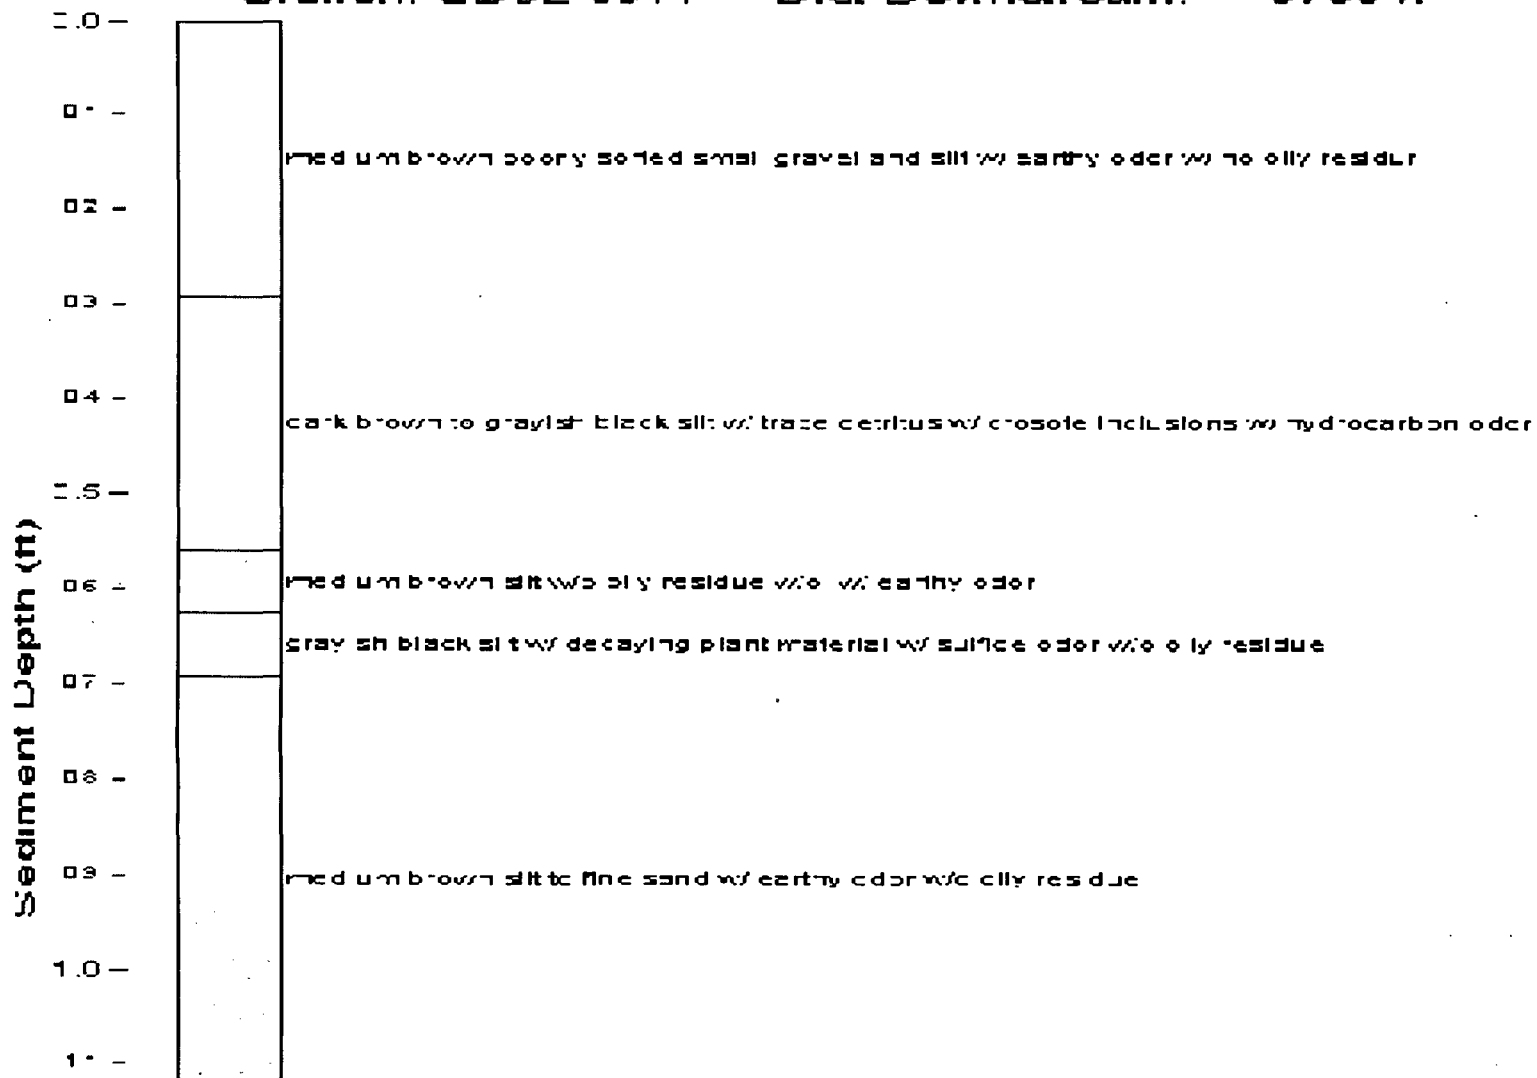 0.0
0.1
medium brown poorly sorted small gravel and silt w/ earthy odor w/ no oily residue
0.2
0.3
0.4
dark brown to grayish black silt w/ trace detritus w/ crosote inclusions w/ hydrocarbon odor
0.5
Sediment Depth (ft)
0.6
medium brown silt w/o oily residue w/o w/ earthy odor
grayish black silt w/ decaying plant material w/ sulfide odor w/o oily residue
0.7
0.8
0.9
medium brown silt to fine sand w/ earthy odor w/o oily residue
1.0
1.1